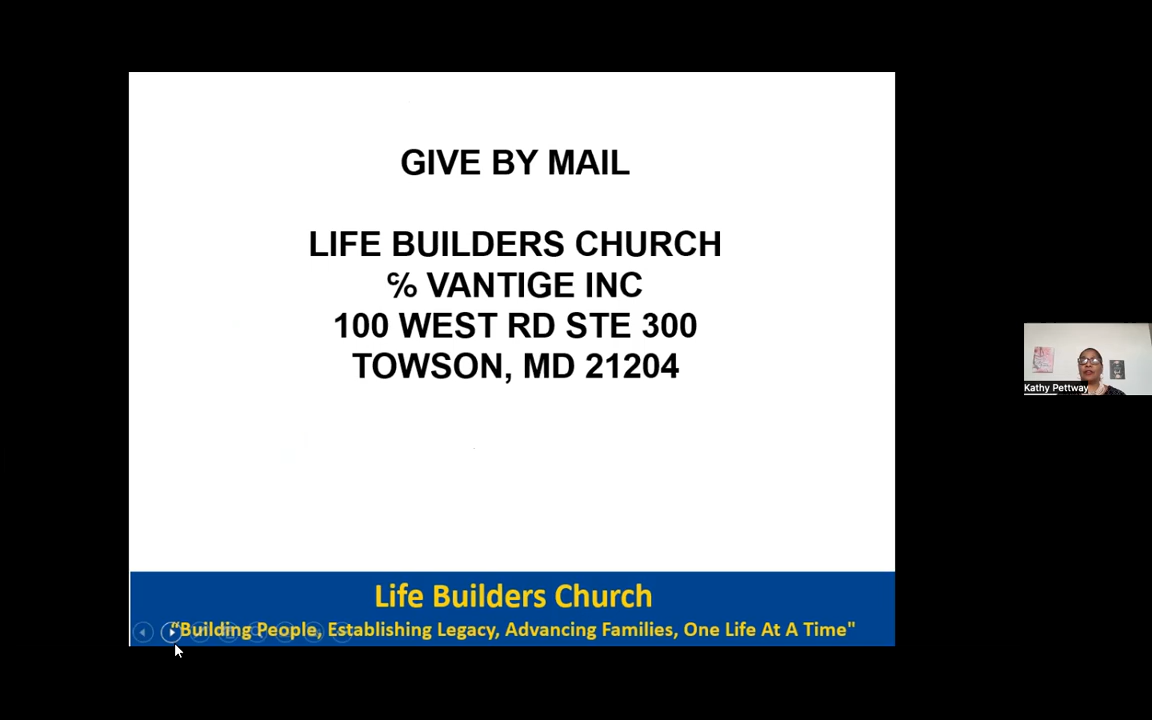 GIVE BY MAIL
LIFE BUILDERS CHURCH
℅ VANTIGE INC
100 WEST RD STE 300
TOWSON, MD 21204
Kathy Pettway
Life Builders Church
“Building People, Establishing Legacy, Advancing Families, One Life At A Time"